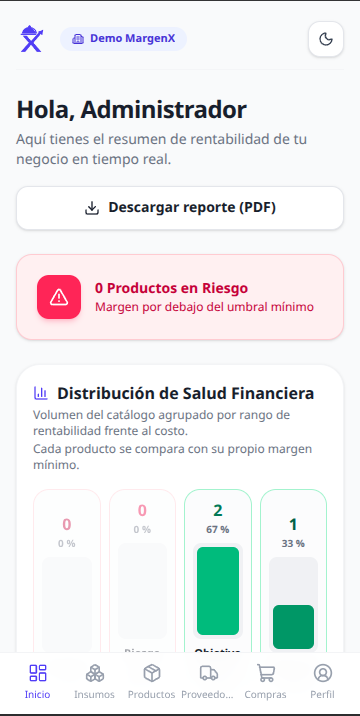 Demo MargenX
Hola, Administrador
Aquí tienes el resumen de rentabilidad de tu
negocio en tiempo real.
Descargar reporte (PDF)
0 Productos en Riesgo
Margen por debajo del umbral mínimo
Distribución de Salud Financiera
Volumen del catálogo agrupado por rango de
rentabilidad frente al costo.
Cada producto se compara con su propio margen
mínimo.
0 0 2 1
0 % 0 % 67 % 33 %
Riesgo Objetivo
Inicio Insumos Productos Proveedo... Compras Perfil